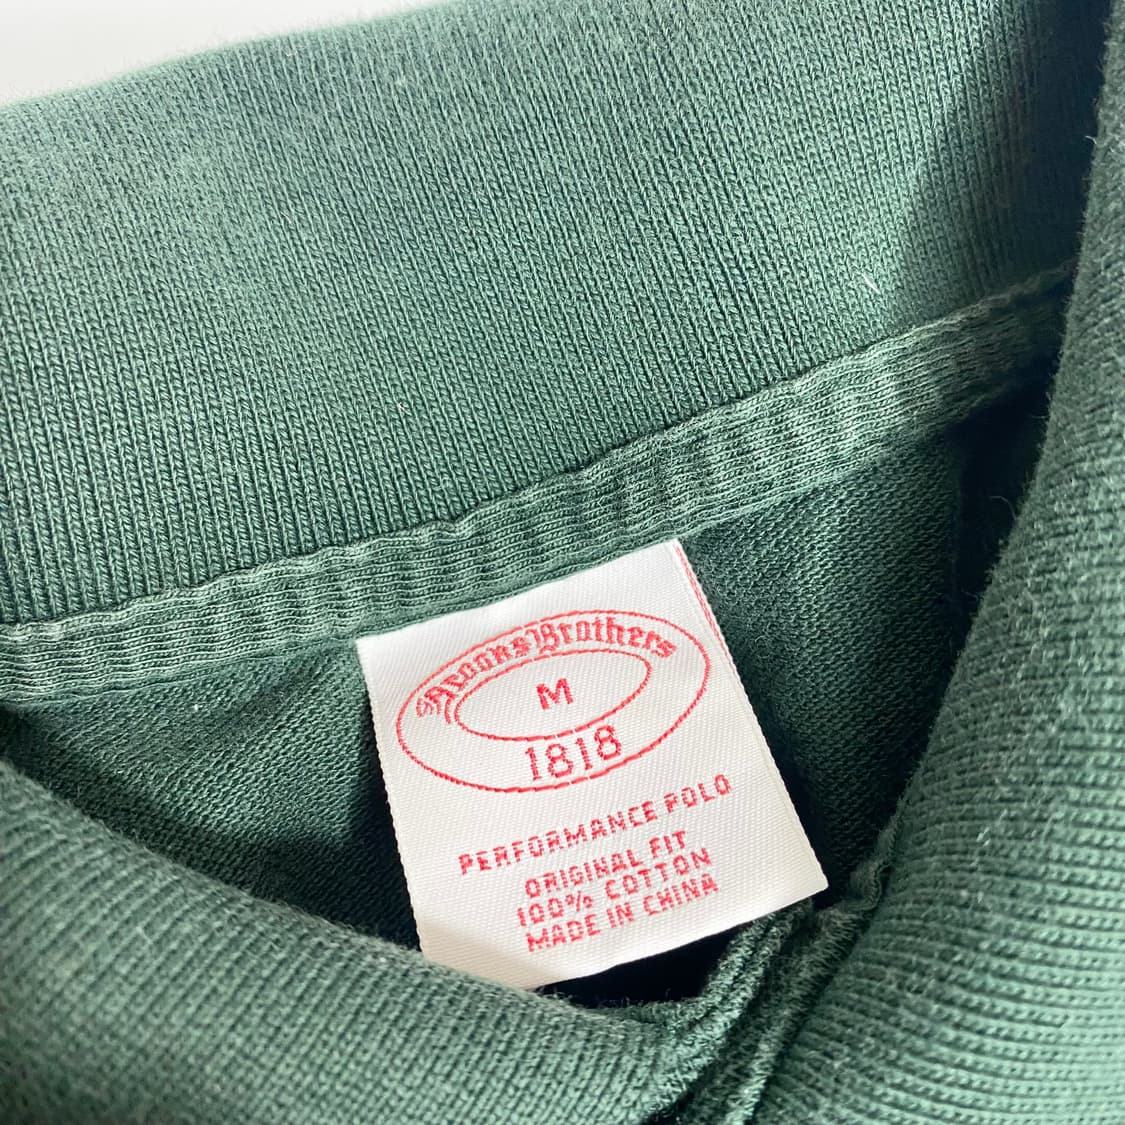 Brooks Brothers
M
1818
PERFORMANCE POLO
ORIGINAL FIT
100% COTTON
MADE IN CHINA